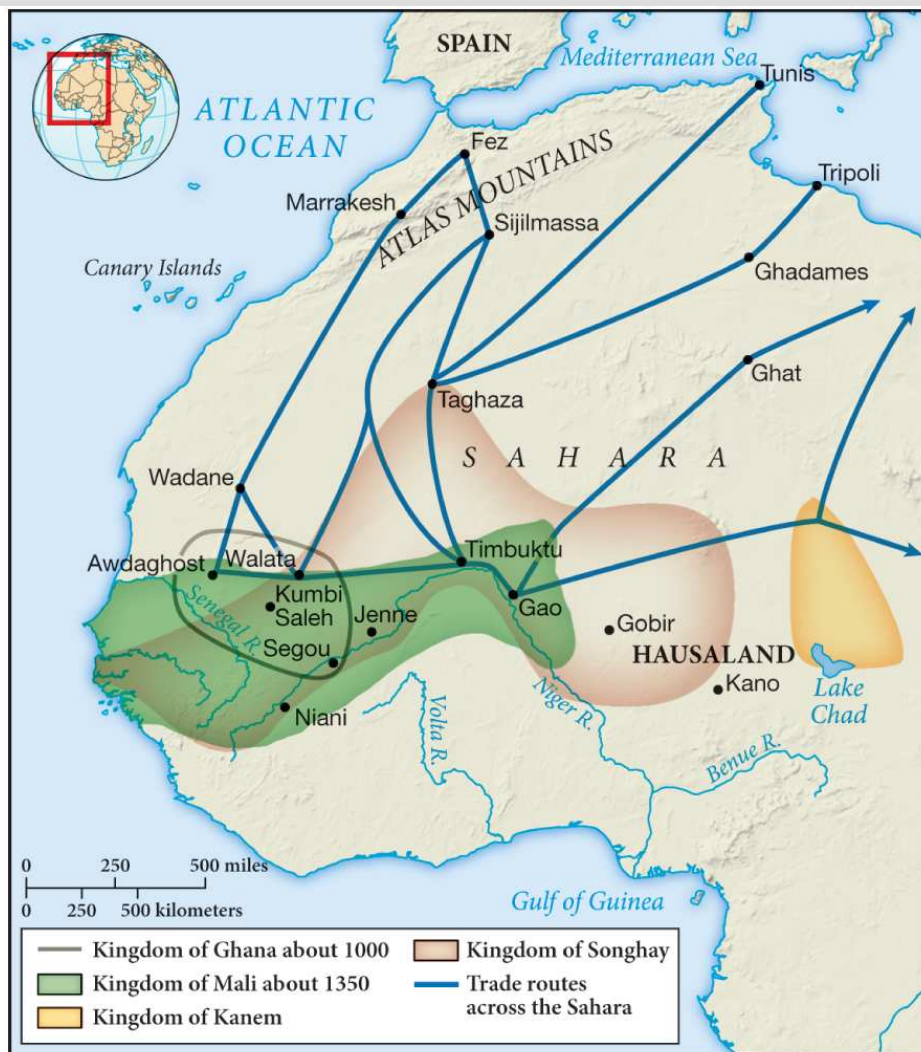 SPAIN
Mediterranean Sea
Tunis
ATLANTIC
OCEAN
Fez
ATLAS MOUNTAINS
Tripoli
Marrakesh
Sijilmassa
Canary Islands
Ghadames
Ghat
Taghaza
SAHARA
Wadane
Awdaghost
Walata
Timbuktu
Kumbi
Saleh
Senegal R.
Jenne
Gao
Gobir
Segou
HAUSALAND
Kano
Lake
Chad
Niani
Niger R.
Volta R.
Benue R.
0 250 500 miles
0 250 500 kilometers
Gulf of Guinea
Kingdom of Ghana about 1000
Kingdom of Mali about 1350
Kingdom of Kanem
Kingdom of Songhay
Trade routes
across the Sahara